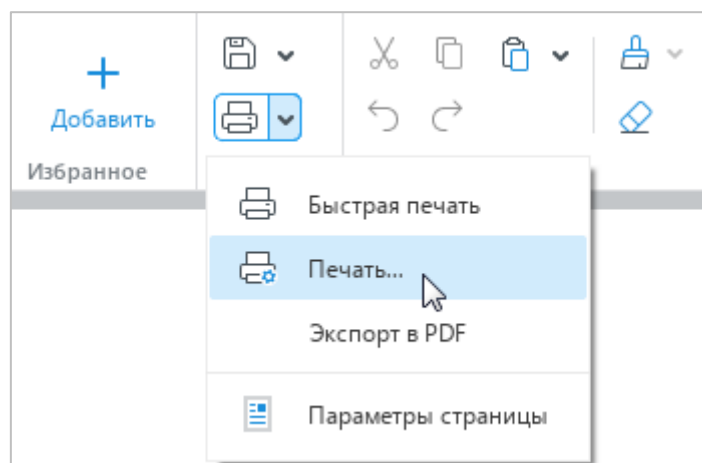 Добавить
Избранное
Быстрая печать
Печать...
Экспорт в PDF
Параметры страницы